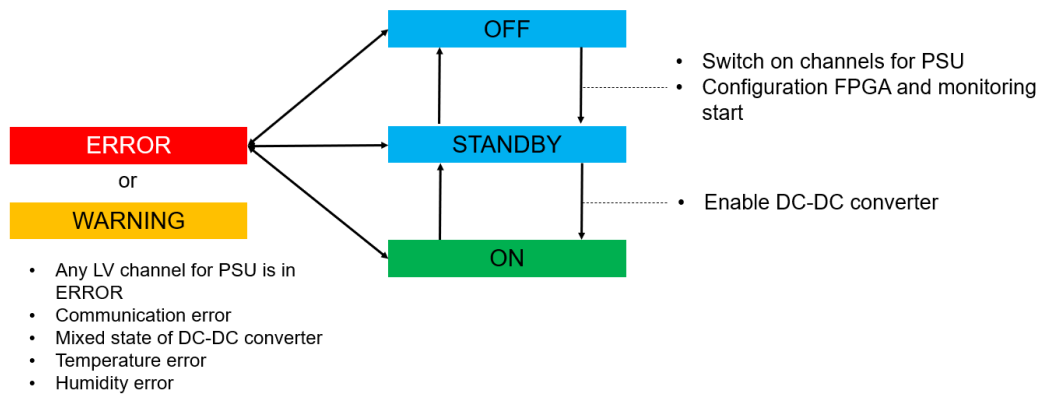 OFF
• Switch on channels for PSU
• Configuration FPGA and monitoring
start
ERROR
STANDBY
or
WARNING
• Enable DC-DC converter
ON
• Any LV channel for PSU is in
ERROR
• Communication error
• Mixed state of DC-DC converter
• Temperature error
• Humidity error